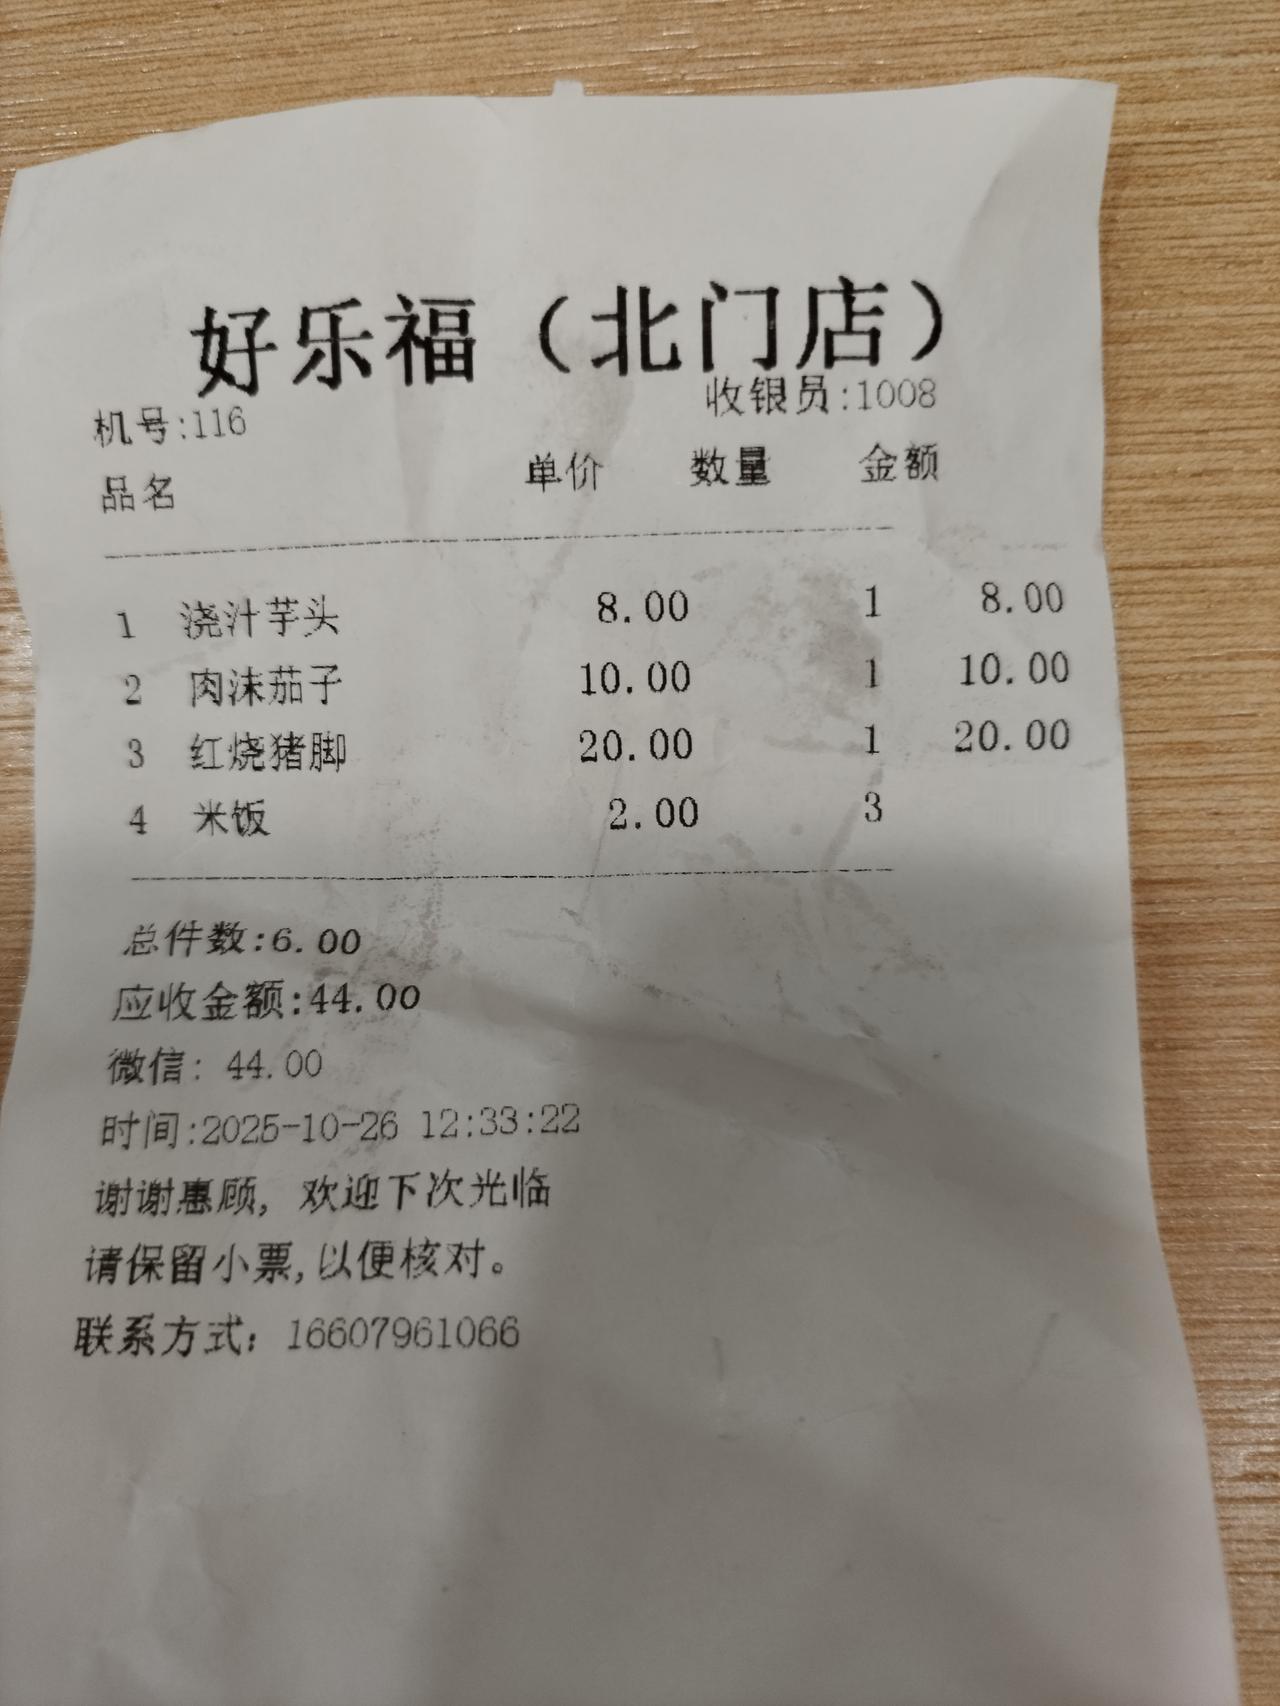 好乐福（北门店）
机号:116 收银员:1008
品名 单价 数量 金额
1 浇汁芋头 8.00 1 8.00
2 肉沫茄子 10.00 1 10.00
3 红烧猪脚 20.00 1 20.00
4 米饭 2.00 3
总件数:6.00
应收金额:44.00
微信: 44.00
时间:2025-10-26 12:33:22
谢谢惠顾, 欢迎下次光临
请保留小票,以便核对。
联系方式: 16607961066